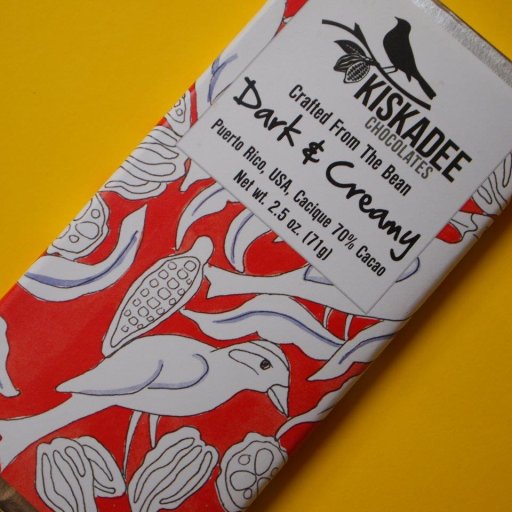 KISKADEE
CHOCOLATES
Crafted From The Bean
Dark & Creamy
Puerto Rico, USA, Cacique 70% Cacao
Net wt. 2.5 oz. (71g)